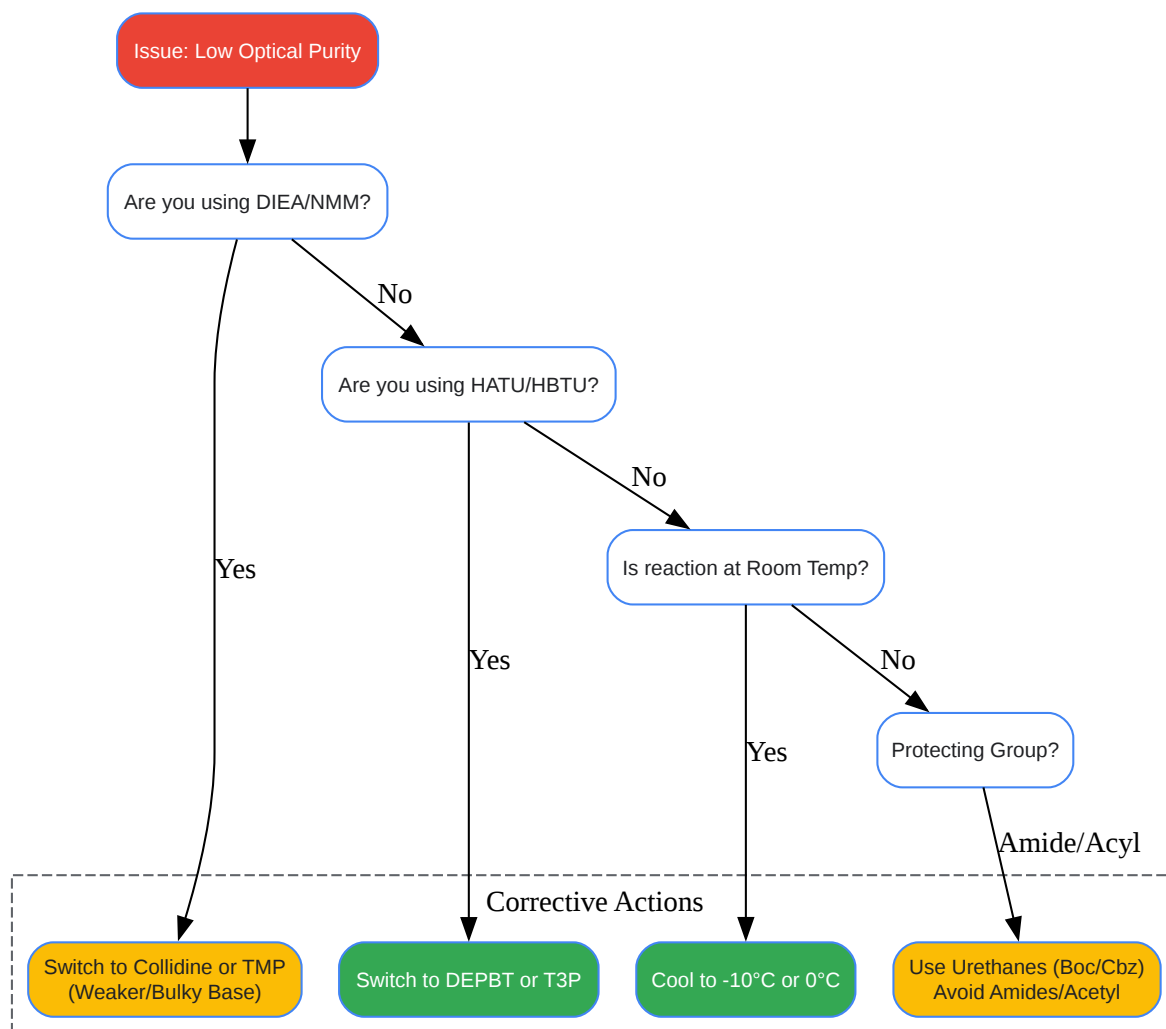 Issue: Low Optical Purity
Are you using DIEA/NMM?
No
Are you using HATU/HBTU?
No
Yes
Is reaction at Room Temp?
Yes
No
Yes
Protecting Group?
Amide/Acyl
Corrective Actions
Switch to Collidine or TMP
(Weaker/Bulky Base)
Switch to DEPBT or T3P
Cool to -10°C or 0°C
Use Urethanes (Boc/Cbz)
Avoid Amides/Acetyl